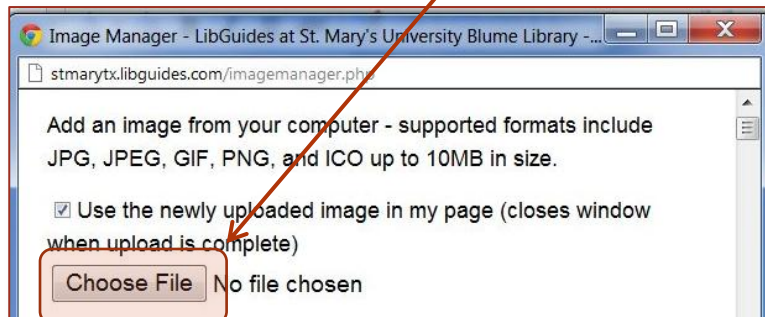 Image Manager - LibGuides at St. Mary's University Blume Library -...
stmarytx.libguides.com/imagemanager.php
Add an image from your computer - supported formats include
JPG, JPEG, GIF, PNG, and ICO up to 10MB in size.
Use the newly uploaded image in my page (closes window
when upload is complete)
Choose File No file chosen